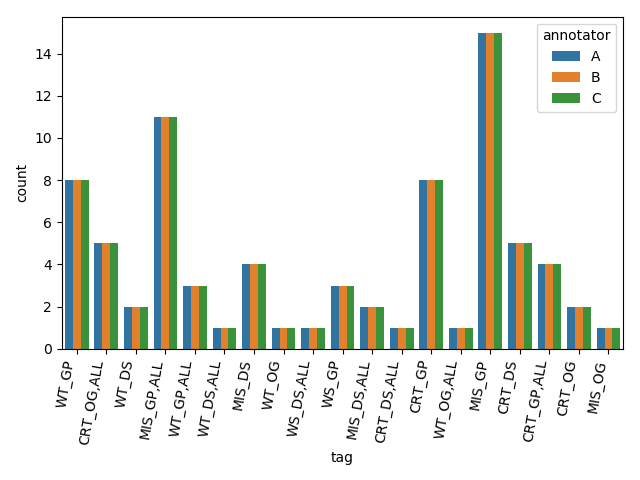 annotator
A
B
C
count
14
12
10
8
6
4
2
0
WT_GP
CRT_OG,ALL
WT_DS
MIS_GP,ALL
WT_GP,ALL
WT_DS,ALL
MIS_DS
WT_OG
WS_DS,ALL
WS_GP
MIS_DS,ALL
CRT_DS,ALL
CRT_GP
WT_OG,ALL
MIS_GP
CRT_DS
CRT_GP,ALL
CRT_OG
MIS_OG
tag